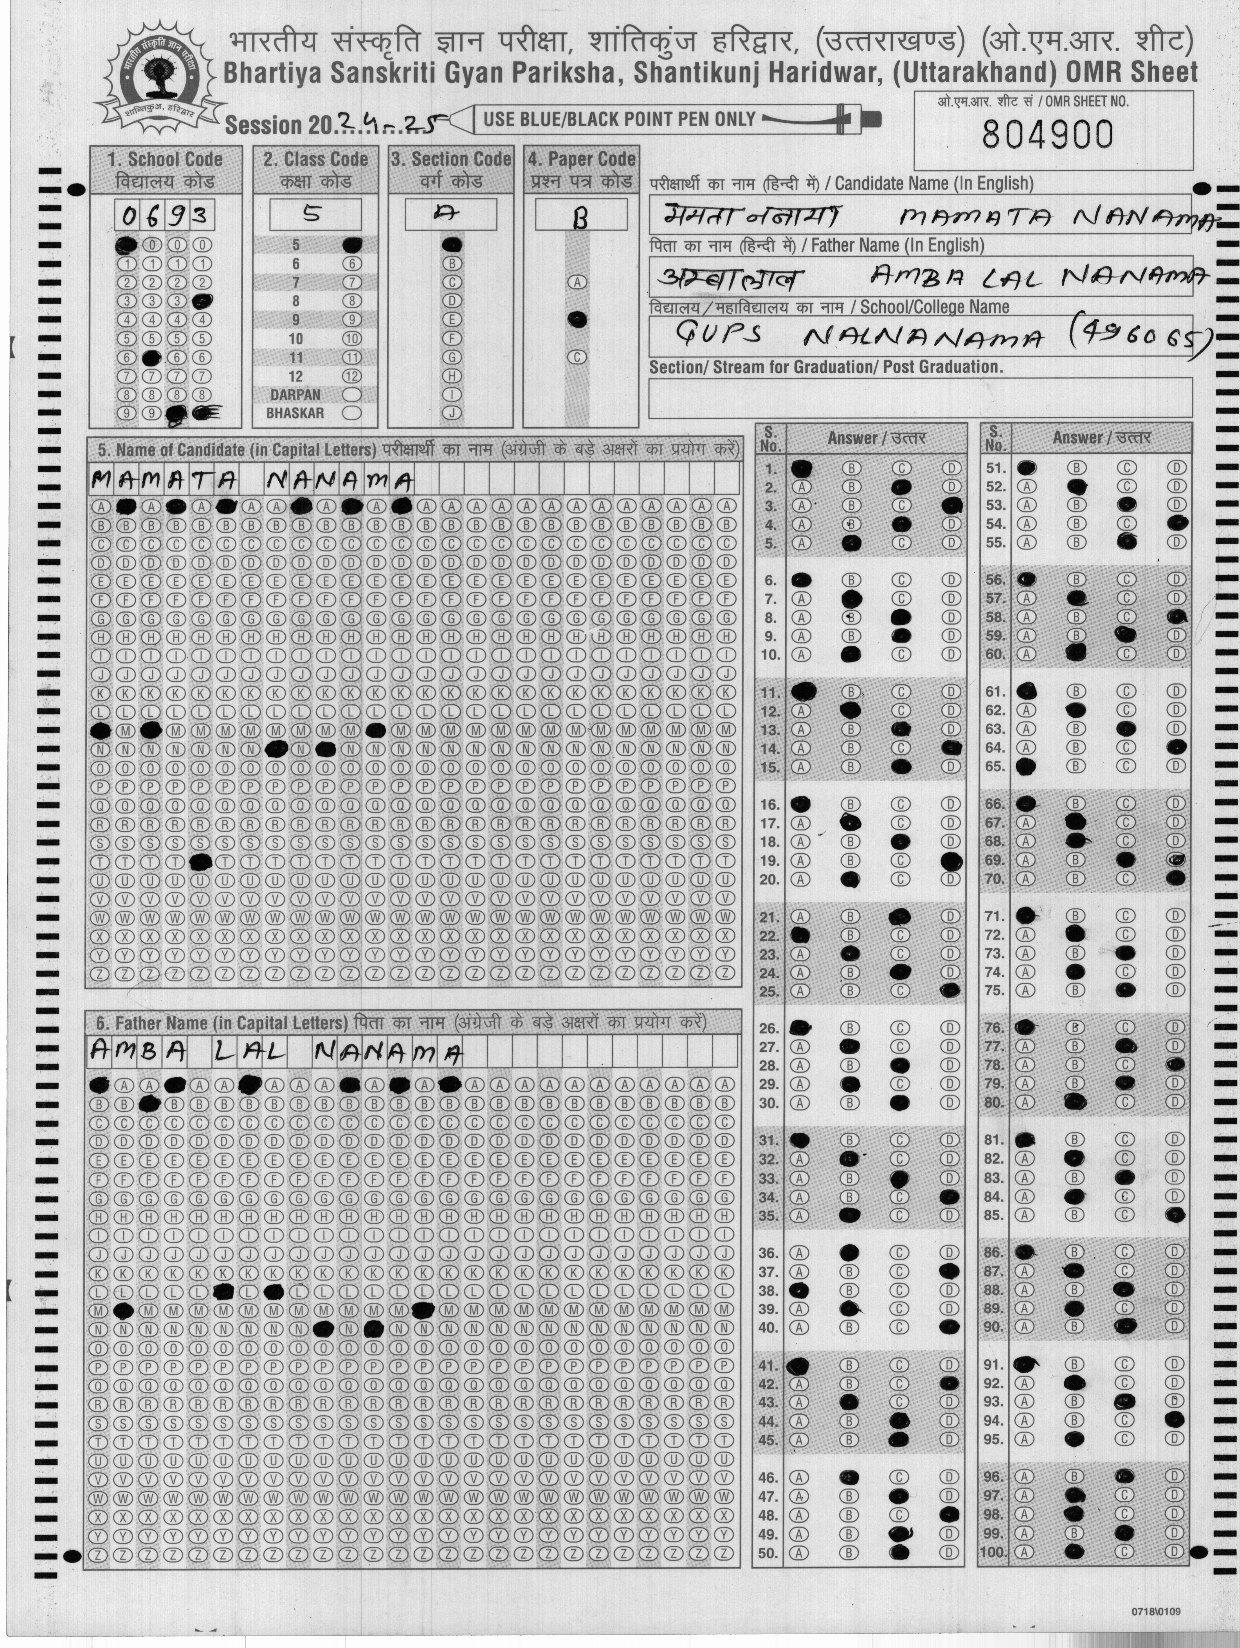 भारतीय संस्कृति ज्ञान परीक्षा, शांतिकुंज हरिद्वार, (उत्तराखण्ड) (ओ.एम.आर. शीट)
Bhartiya Sanskriti Gyan Pariksha, Shantikunj Haridwar, (Uttarakhand) OMR Sheet
Session 2024-25
USE BLUE/BLACK POINT PEN ONLY
ओ.एम.आर. शीट सं / OMR SHEET NO.
804900
1. School Code
विद्यालय कोड
0693
2. Class Code
कक्षा कोड
5
5
6
7
8
9
10
11
12
DARPAN
BHASKAR
3. Section Code
वर्ग कोड
A
4. Paper Code
प्रश्न पत्र कोड
B
परीक्षार्थी का नाम (हिन्दी में) / Candidate Name (In English)
ममता ननामा MAMATA NANAMA
पिता का नाम (हिन्दी में) / Father Name (In English)
अम्बालाल AMBA LAL NANAMA
विद्यालय / महाविद्यालय का नाम / School/College Name
GUPS NALNANAMA (496065)
Section/ Stream for Graduation/ Post Graduation.
5. Name of Candidate (in Capital Letters) परीक्षार्थी का नाम (अंग्रेजी के बड़े अक्षरों का प्रयोग करें)
MAMATA NANAMA
6. Father Name (in Capital Letters) पिता का नाम (अंग्रेजी के बड़े अक्षरों का प्रयोग करें)
AMBA LAL NANAMA
S. No. Answer / उत्तर
S. No. Answer / उत्तर
0718\0109